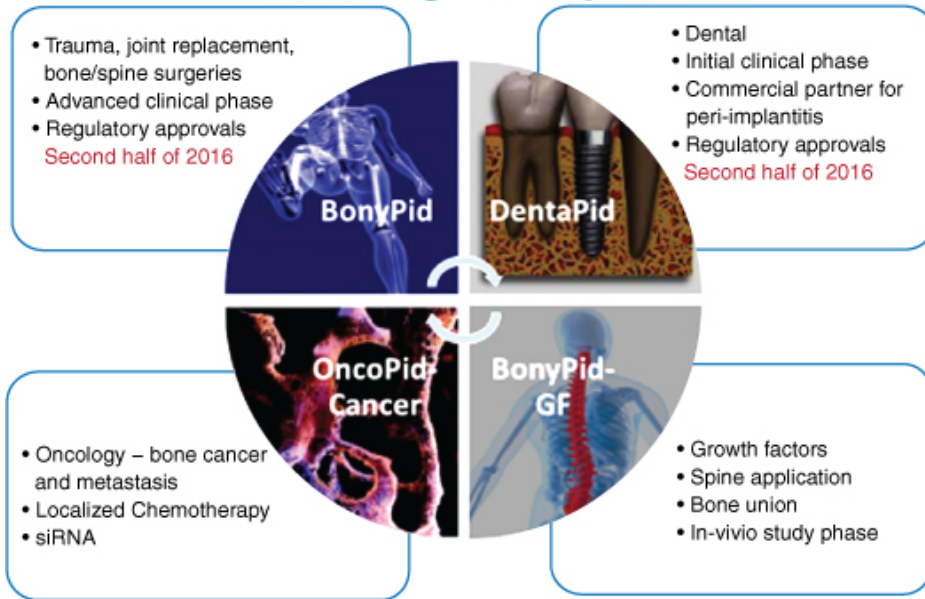 • Trauma, joint replacement,
bone/spine surgeries
• Advanced clinical phase
• Regulatory approvals
Second half of 2016
• Dental
• Initial clinical phase
• Commercial partner for
peri-implantitis
• Regulatory approvals
Second half of 2016
BonyPid
DentaPid
OncoPid-
Cancer
BonyPid-
GF
• Oncology – bone cancer
and metastasis
• Localized Chemotherapy
• siRNA
• Growth factors
• Spine application
• Bone union
• In-vivio study phase